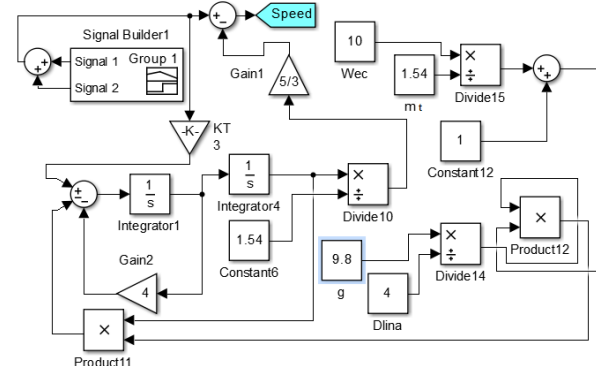 Speed
Signal Builder1
Group 1
Signal 1
Signal 2
+
+
+
−
Gain1
5/3
10
Wec
1.54
m t
×
÷
Divide15
+
+
1
Constant12
-K-
KT
3
+
−
−
1
s
Integrator1
1
s
Integrator4
×
÷
Divide10
1.54
Constant6
Gain2
4
9.8
g
4
Dlina
×
÷
Divide14
×
Product12
×
Product11